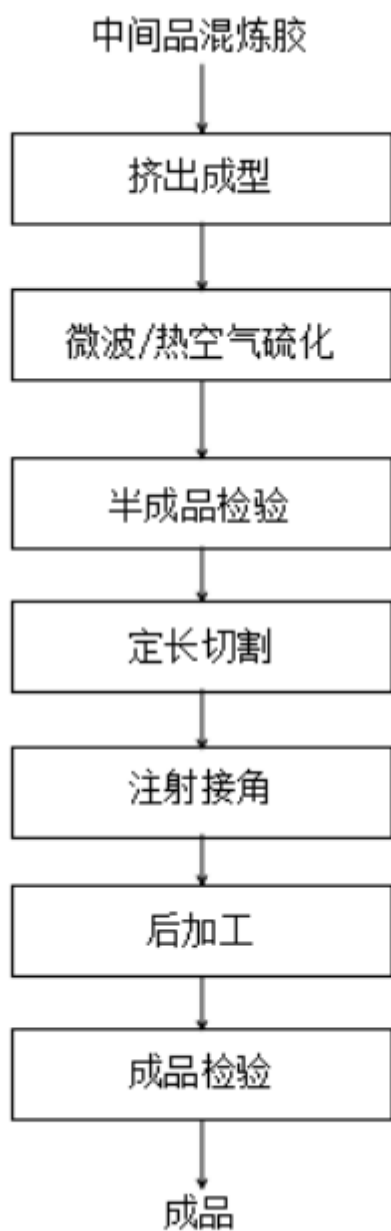 中间品混炼胶
挤出成型
微波/热空气硫化
半成品检验
定长切割
注射接角
后加工
成品检验
成品